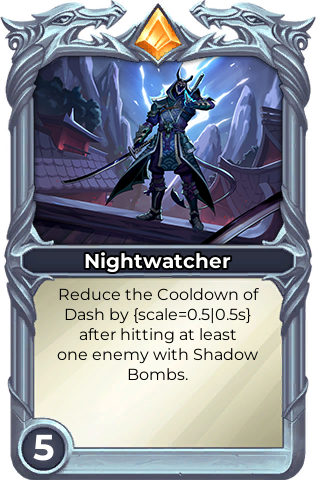 Nightwatcher
Reduce the Cooldown of
Dash by {scale=0.5|0.5s}
after hitting at least
one enemy with Shadow
Bombs.
5